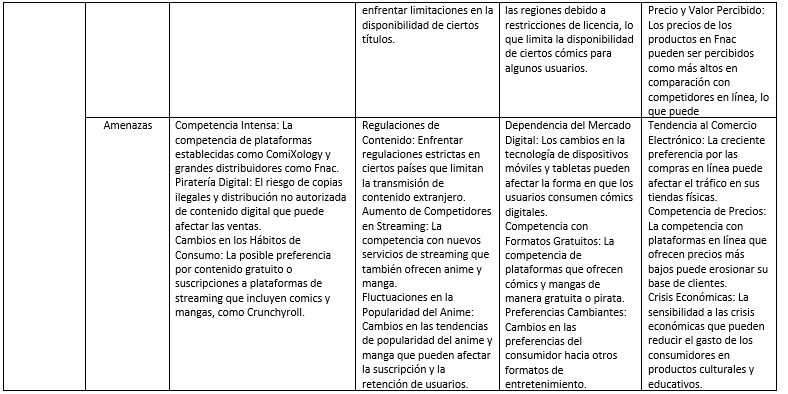 enfrentar limitaciones en la
disponibilidad de ciertos
títulos.
las regiones debido a
restricciones de licencia, lo
que limita la disponibilidad
de ciertos cómics para
algunos usuarios.
Precio y Valor Percibido:
Los precios de los
productos en Fnac
pueden ser percibidos
como más altos en
comparación con
competidores en línea, lo
que puede
Amenazas
Competencia Intensa: La
competencia de plataformas
establecidas como ComiXology y
grandes distribuidores como Fnac.
Piratería Digital: El riesgo de copias
ilegales y distribución no autorizada
de contenido digital que puede
afectar las ventas.
Cambios en los Hábitos de
Consumo: La posible preferencia
por contenido gratuito o
suscripciones a plataformas de
streaming que incluyen comics y
mangas, como Crunchyroll.
Regulaciones de
Contenido: Enfrentar
regulaciones estrictas en
ciertos países que limitan
la transmisión de
contenido extranjero.
Aumento de Competidores
en Streaming: La
competencia con nuevos
servicios de streaming que
también ofrecen anime y
manga.
Fluctuaciones en la
Popularidad del Anime:
Cambios en las tendencias
de popularidad del anime y
manga que pueden afectar
la suscripción y la
retención de usuarios.
Dependencia del Mercado
Digital: Los cambios en la
tecnología de dispositivos
móviles y tabletas pueden
afectar la forma en que los
usuarios consumen cómics
digitales.
Competencia con
Formatos Gratuitos: La
competencia de
plataformas que ofrecen
cómics y mangas de
manera gratuita o pirata.
Preferencias Cambiantes:
Cambios en las
preferencias del
consumidor hacia otros
formatos de
entretenimiento.
Tendencia al Comercio
Electrónico: La creciente
preferencia por las
compras en línea puede
afectar el tráfico en sus
tiendas físicas.
Competencia de Precios:
La competencia con
plataformas en línea que
ofrecen precios más
bajos puede erosionar su
base de clientes.
Crisis Económicas: La
sensibilidad a las crisis
económicas que pueden
reducir el gasto de los
consumidores en
productos culturales y
educativos.